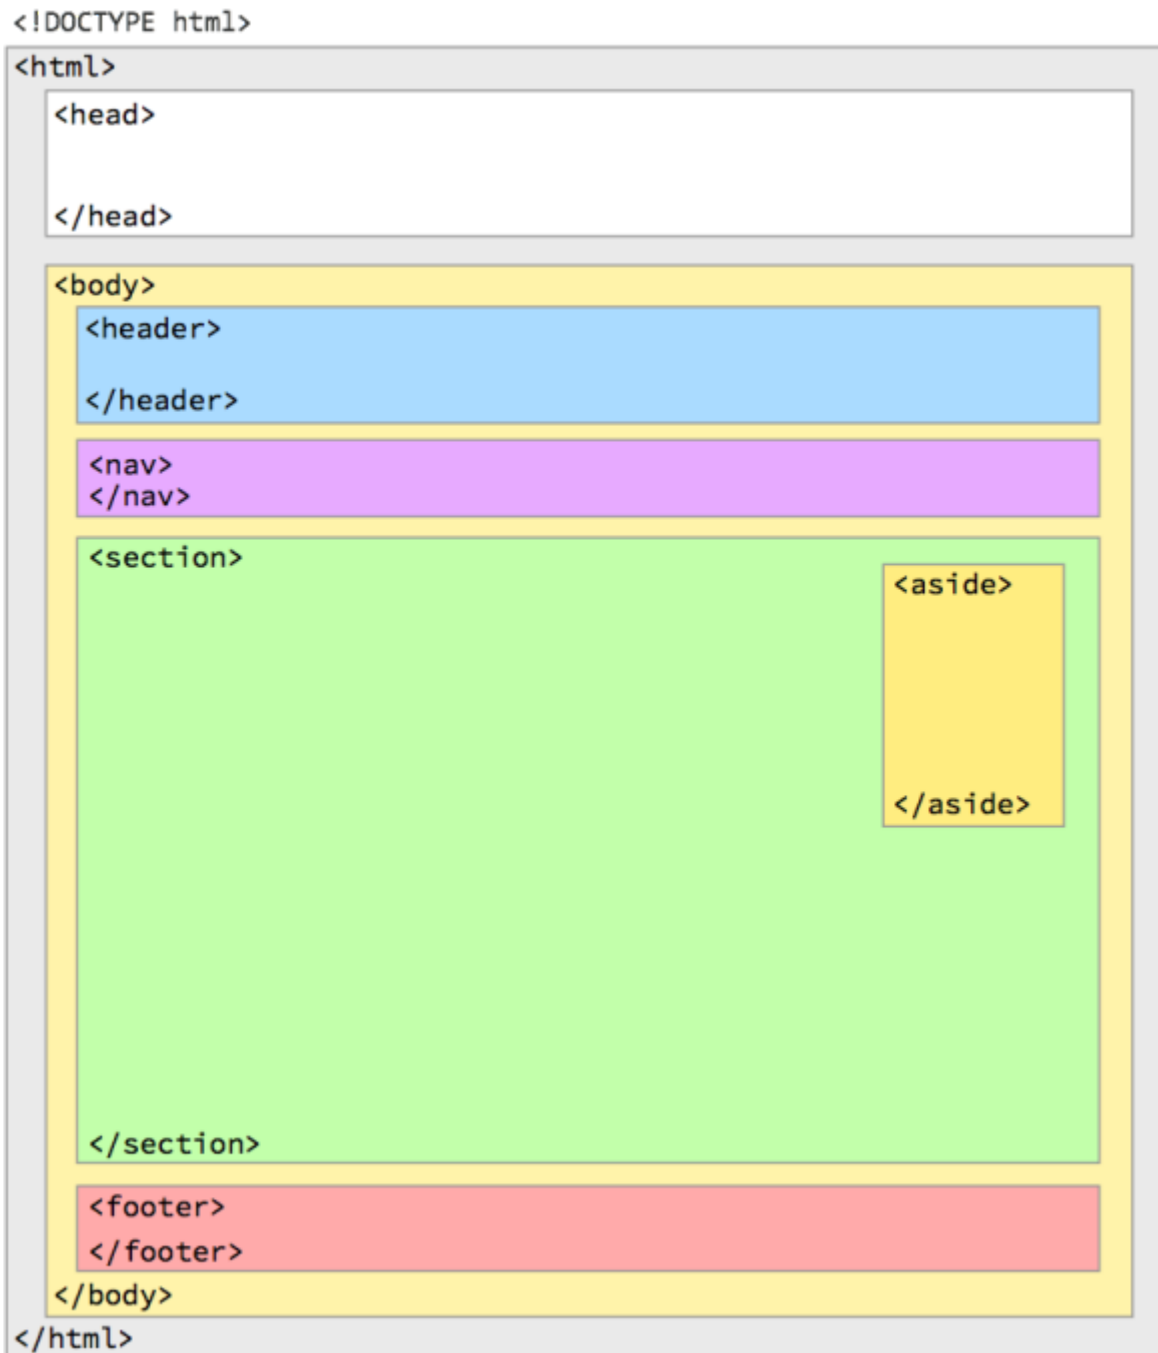 <!DOCTYPE html>
<html>
<head>
</head>
<body>
<header>
</header>
<nav>
</nav>
<section>
<aside>
</aside>
</section>
<footer>
</footer>
</body>
</html>